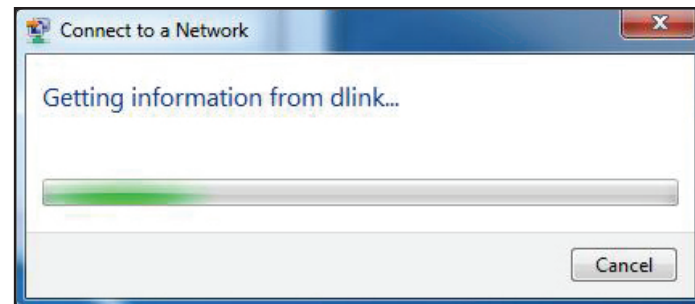 Connect to a Network
Getting information from dlink...
Cancel